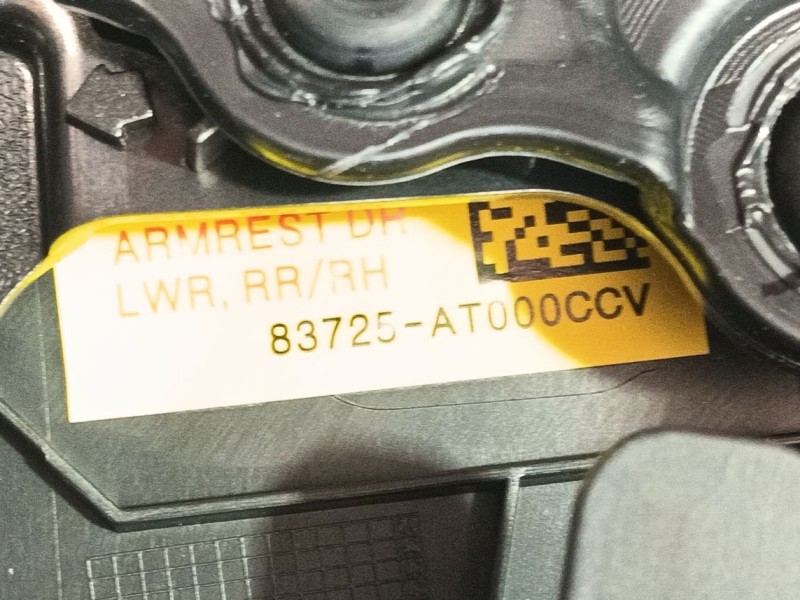 ARMREST DR
LWR, RR/RH
83725-AT000CCV